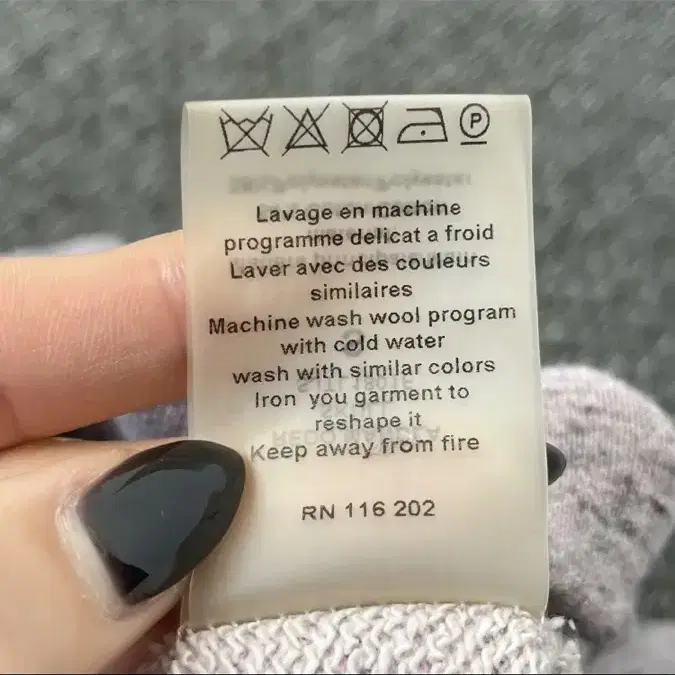 P
Lavage en machine
programme delicat a froid
Laver avec des couleurs
similaires
Machine wash wool program
with cold water
wash with similar colors
Iron you garment to
reshape it
Keep away from fire
RN 116 202